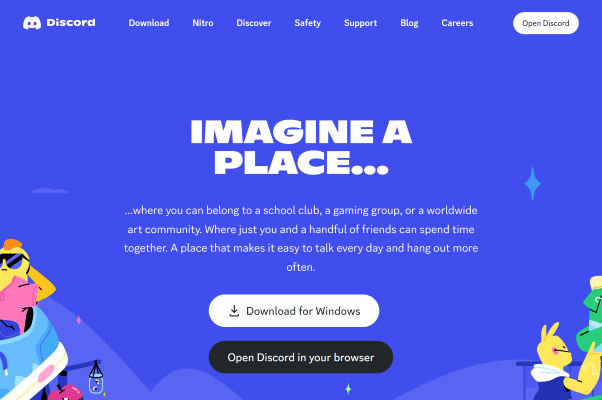 Discord
Download
Nitro
Discover
Safety
Support
Blog
Careers
Open Discord
IMAGINE A
PLACE...
...where you can belong to a school club, a gaming group, or a worldwide
art community. Where just you and a handful of friends can spend time
together. A place that makes it easy to talk every day and hang out more
often.
Download for Windows
Open Discord in your browser